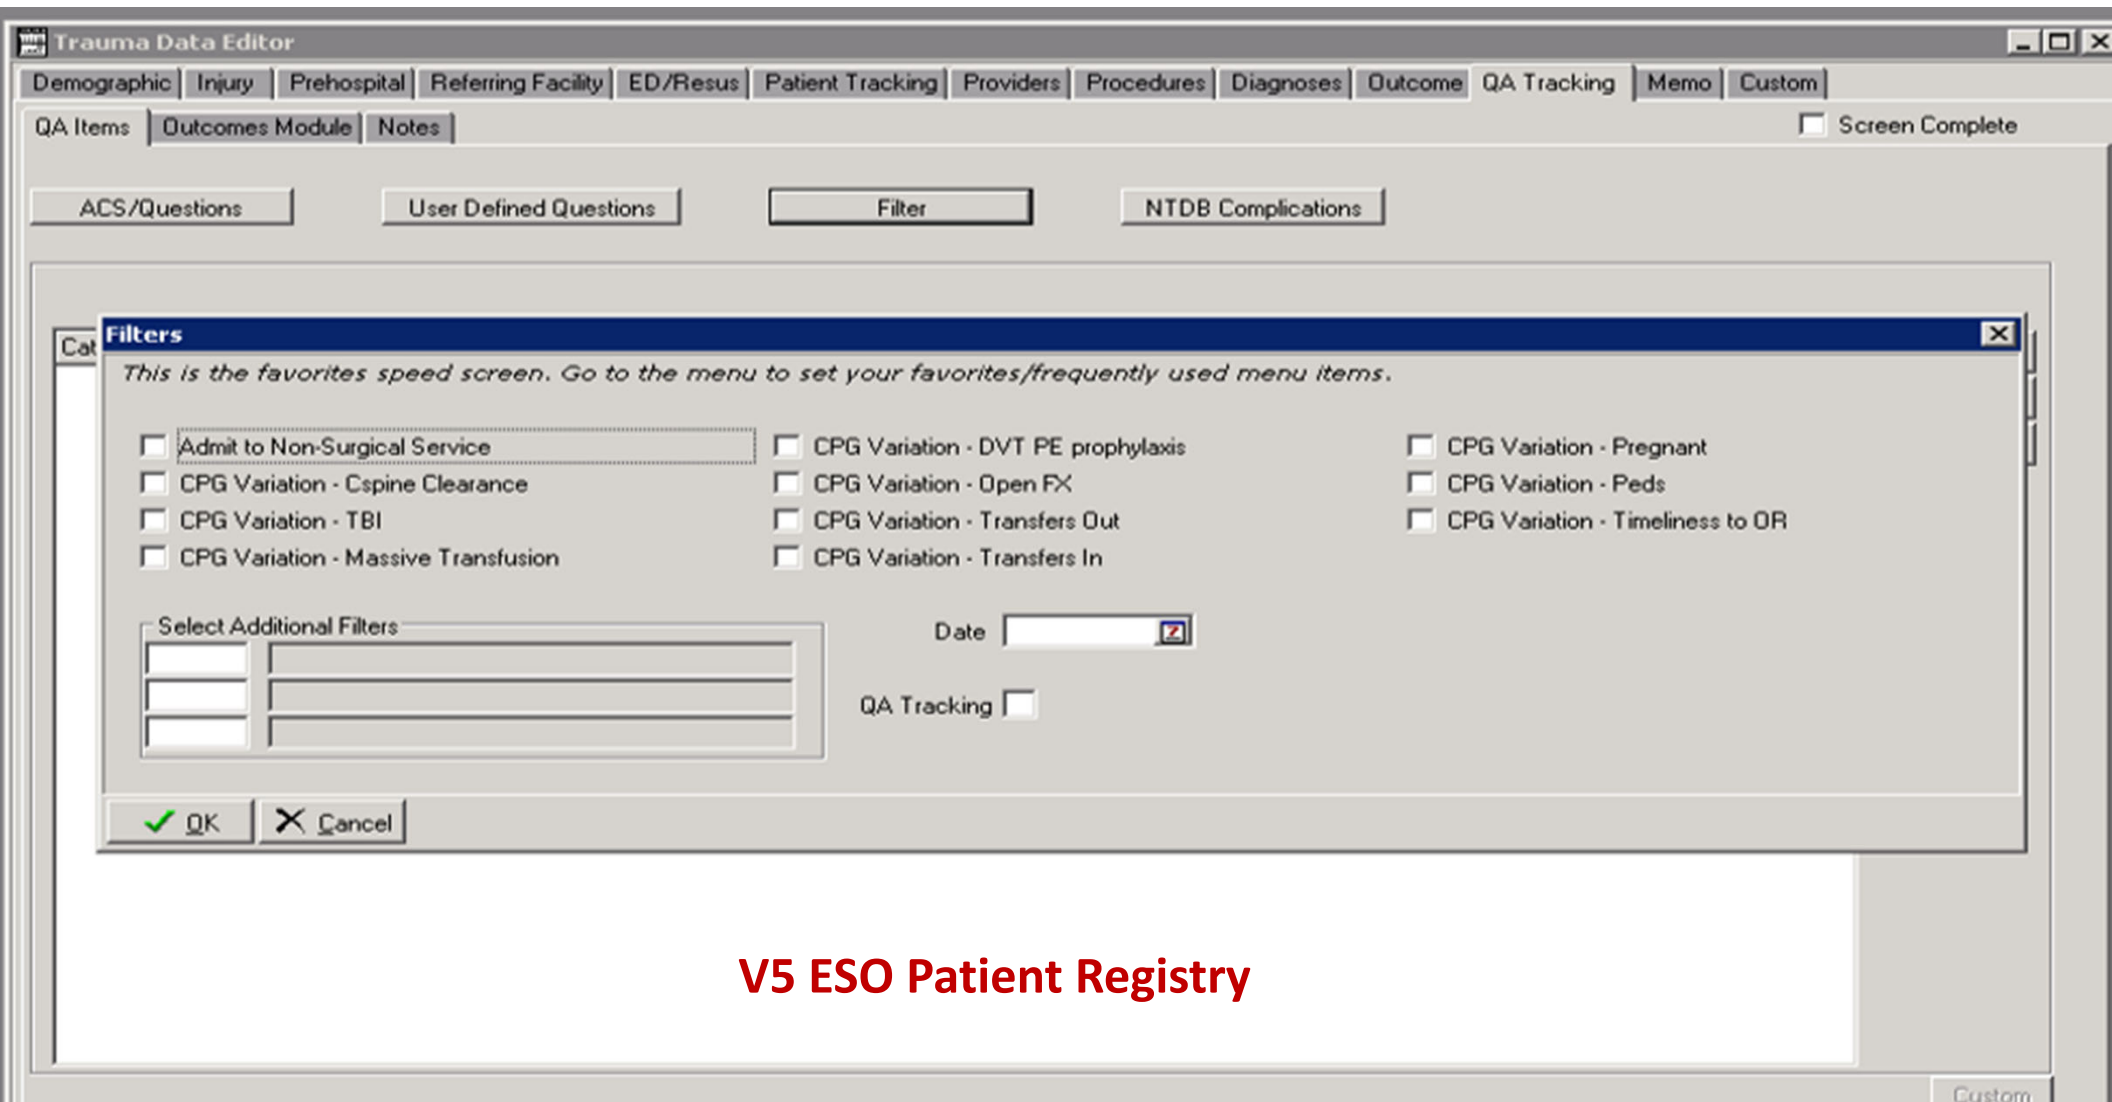 Trauma Data Editor
Demographic Injury Prehospital Referring Facility ED/Resus Patient Tracking Providers Procedures Diagnoses Outcome QA Tracking Memo Custom
QA Items Outcomes Module Notes Screen Complete
ACS/Questions User Defined Questions Filter NTDB Complications
Cat
Filters
This is the favorites speed screen. Go to the menu to set your favorites/frequently used menu items.
Admit to Non-Surgical Service CPG Variation - DVT PE prophylaxis CPG Variation - Pregnant
CPG Variation - Cspine Clearance CPG Variation - Open FX CPG Variation - Peds
CPG Variation - TBI CPG Variation - Transfers Out CPG Variation - Timeliness to OR
CPG Variation - Massive Transfusion CPG Variation - Transfers In
Select Additional Filters Date
QA Tracking
OK Cancel
V5 ESO Patient Registry
Custom